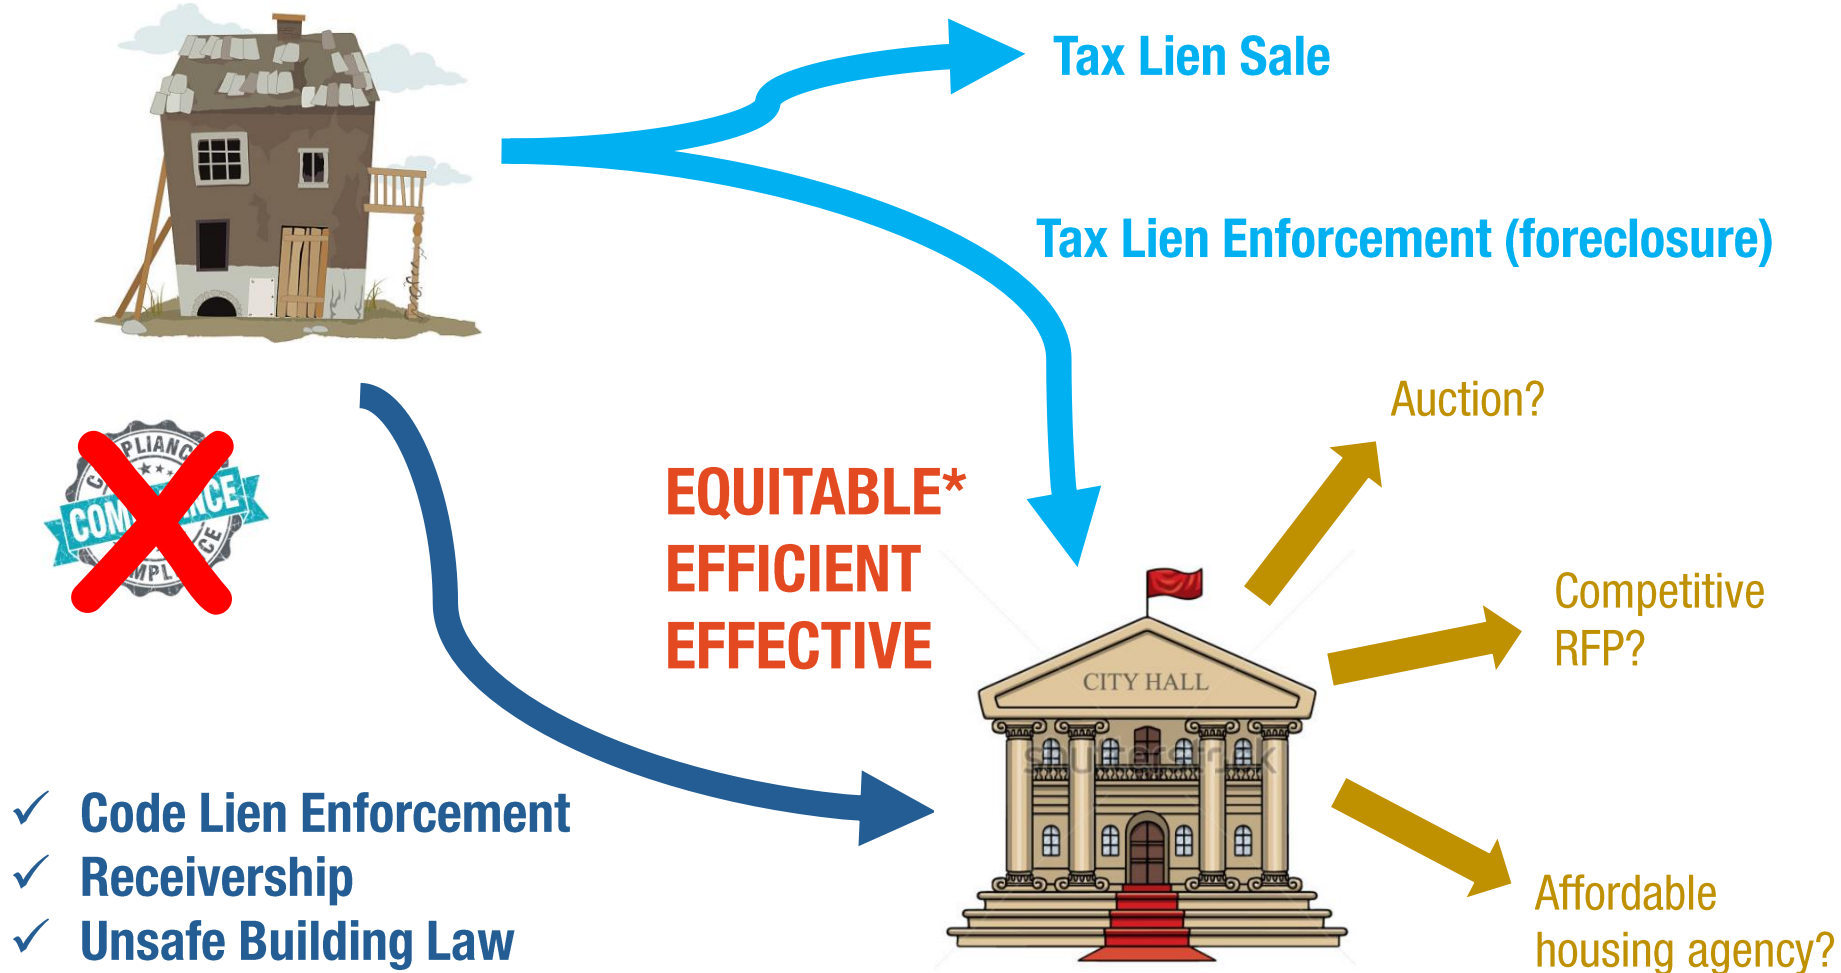 Tax Lien Sale
Tax Lien Enforcement (foreclosure)
Auction?
EQUITABLE*
EFFICIENT
EFFECTIVE
Competitive
RFP?
CITY HALL
shutterstock
✓ Code Lien Enforcement
✓ Receivership
✓ Unsafe Building Law
Affordable
housing agency?